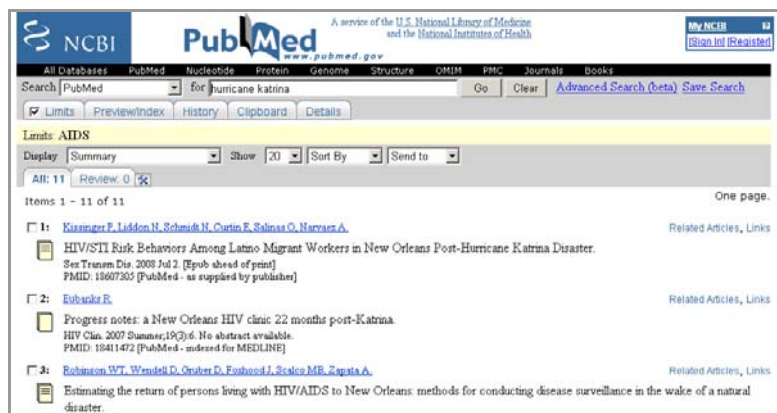 A service of the U.S. National Library of Medicine
and the National Institutes of Health
My NCBI
[Sign In] [Register]
NCBI
PubMed
www.pubmed.gov
All Databases PubMed Nucleotide Protein Genome Structure OMIM PMC Journals Books
Search PubMed for hurricane katrina Go Clear Advanced Search (beta) Save Search
Limits Preview/Index History Clipboard Details
Limits: AIDS
Display Summary Show 20 Sort By Send to
All: 11 Review: 0
Items 1 - 11 of 11 One page.
1: Kissinger P, Liddon N, Schmidt N, Curtin E, Salinas O, Narvaez A. Related Articles, Links
HIV/STI Risk Behaviors Among Latino Migrant Workers in New Orleans Post-Hurricane Katrina Disaster.
Sex Transm Dis. 2008 Jul 2. [Epub ahead of print]
PMID: 18607305 [PubMed - as supplied by publisher]
2: Eubanks R. Related Articles, Links
Progress notes: a New Orleans HIV clinic 22 months post-Katrina.
HIV Clin. 2007 Summer;19(3):6. No abstract available.
PMID: 18411472 [PubMed - indexed for MEDLINE]
3: Robinson WT, Wendell D, Gruber D, Foxhood J, Scalco MB, Zapata A. Related Articles, Links
Estimating the return of persons living with HIV/AIDS to New Orleans: methods for conducting disease surveillance in the wake of a natural
disaster.